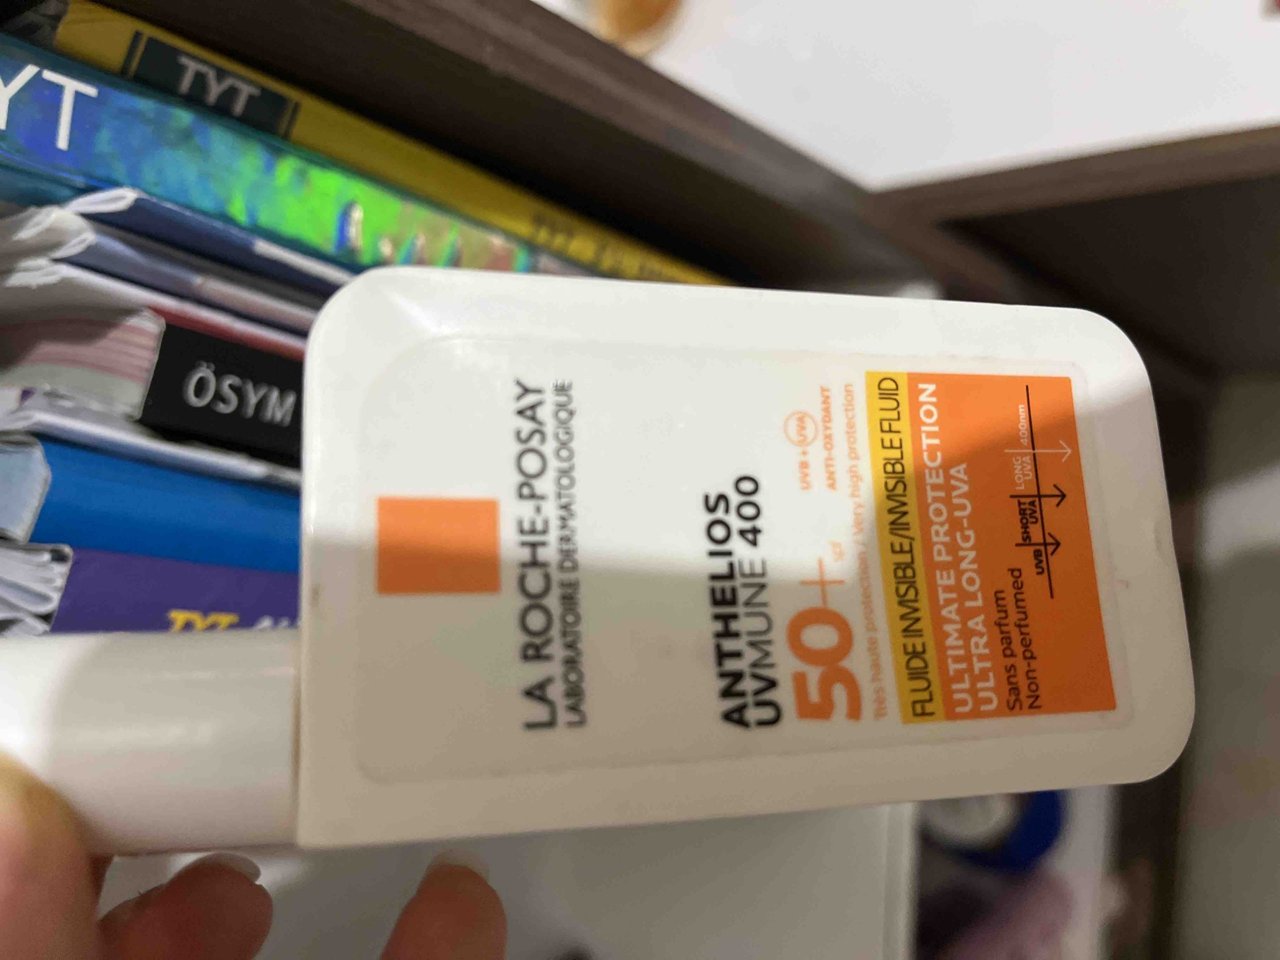 TYT
YT
ÖSYM
TYT
LA ROCHE-POSAY
LABORATOIRE DERMATOLOGIQUE
ANTHELIOS
UVMUNE 400
50+
UVB + UVA
ANTI-OXYDANT
Très haute protection / Very high protection
FLUIDE INVISIBLE/INVISIBLE FLUID
ULTIMATE PROTECTION
ULTRA LONG-UVA
Sans parfum
Non-perfumed
UVB
SHORT
UVA
LONG
UVA
400nm